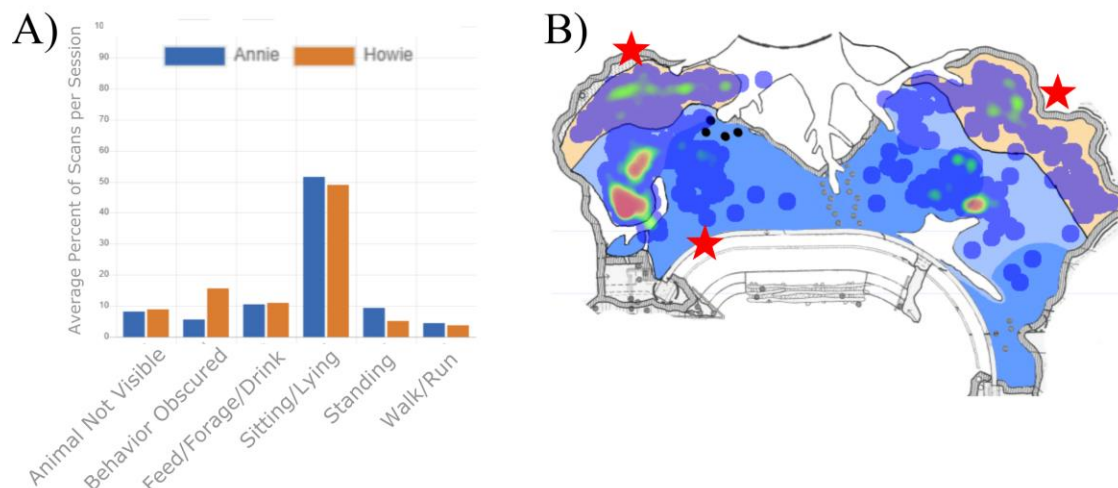 A)
B)
Annie
Howie
Average Percent of Scans per Session
10
90
80
70
60
50
40
30
20
10
0
Animal Not Visible
Behavior Obscured
Feed/Forage/Drink
Sitting/Lying
Standing
Walk/Run